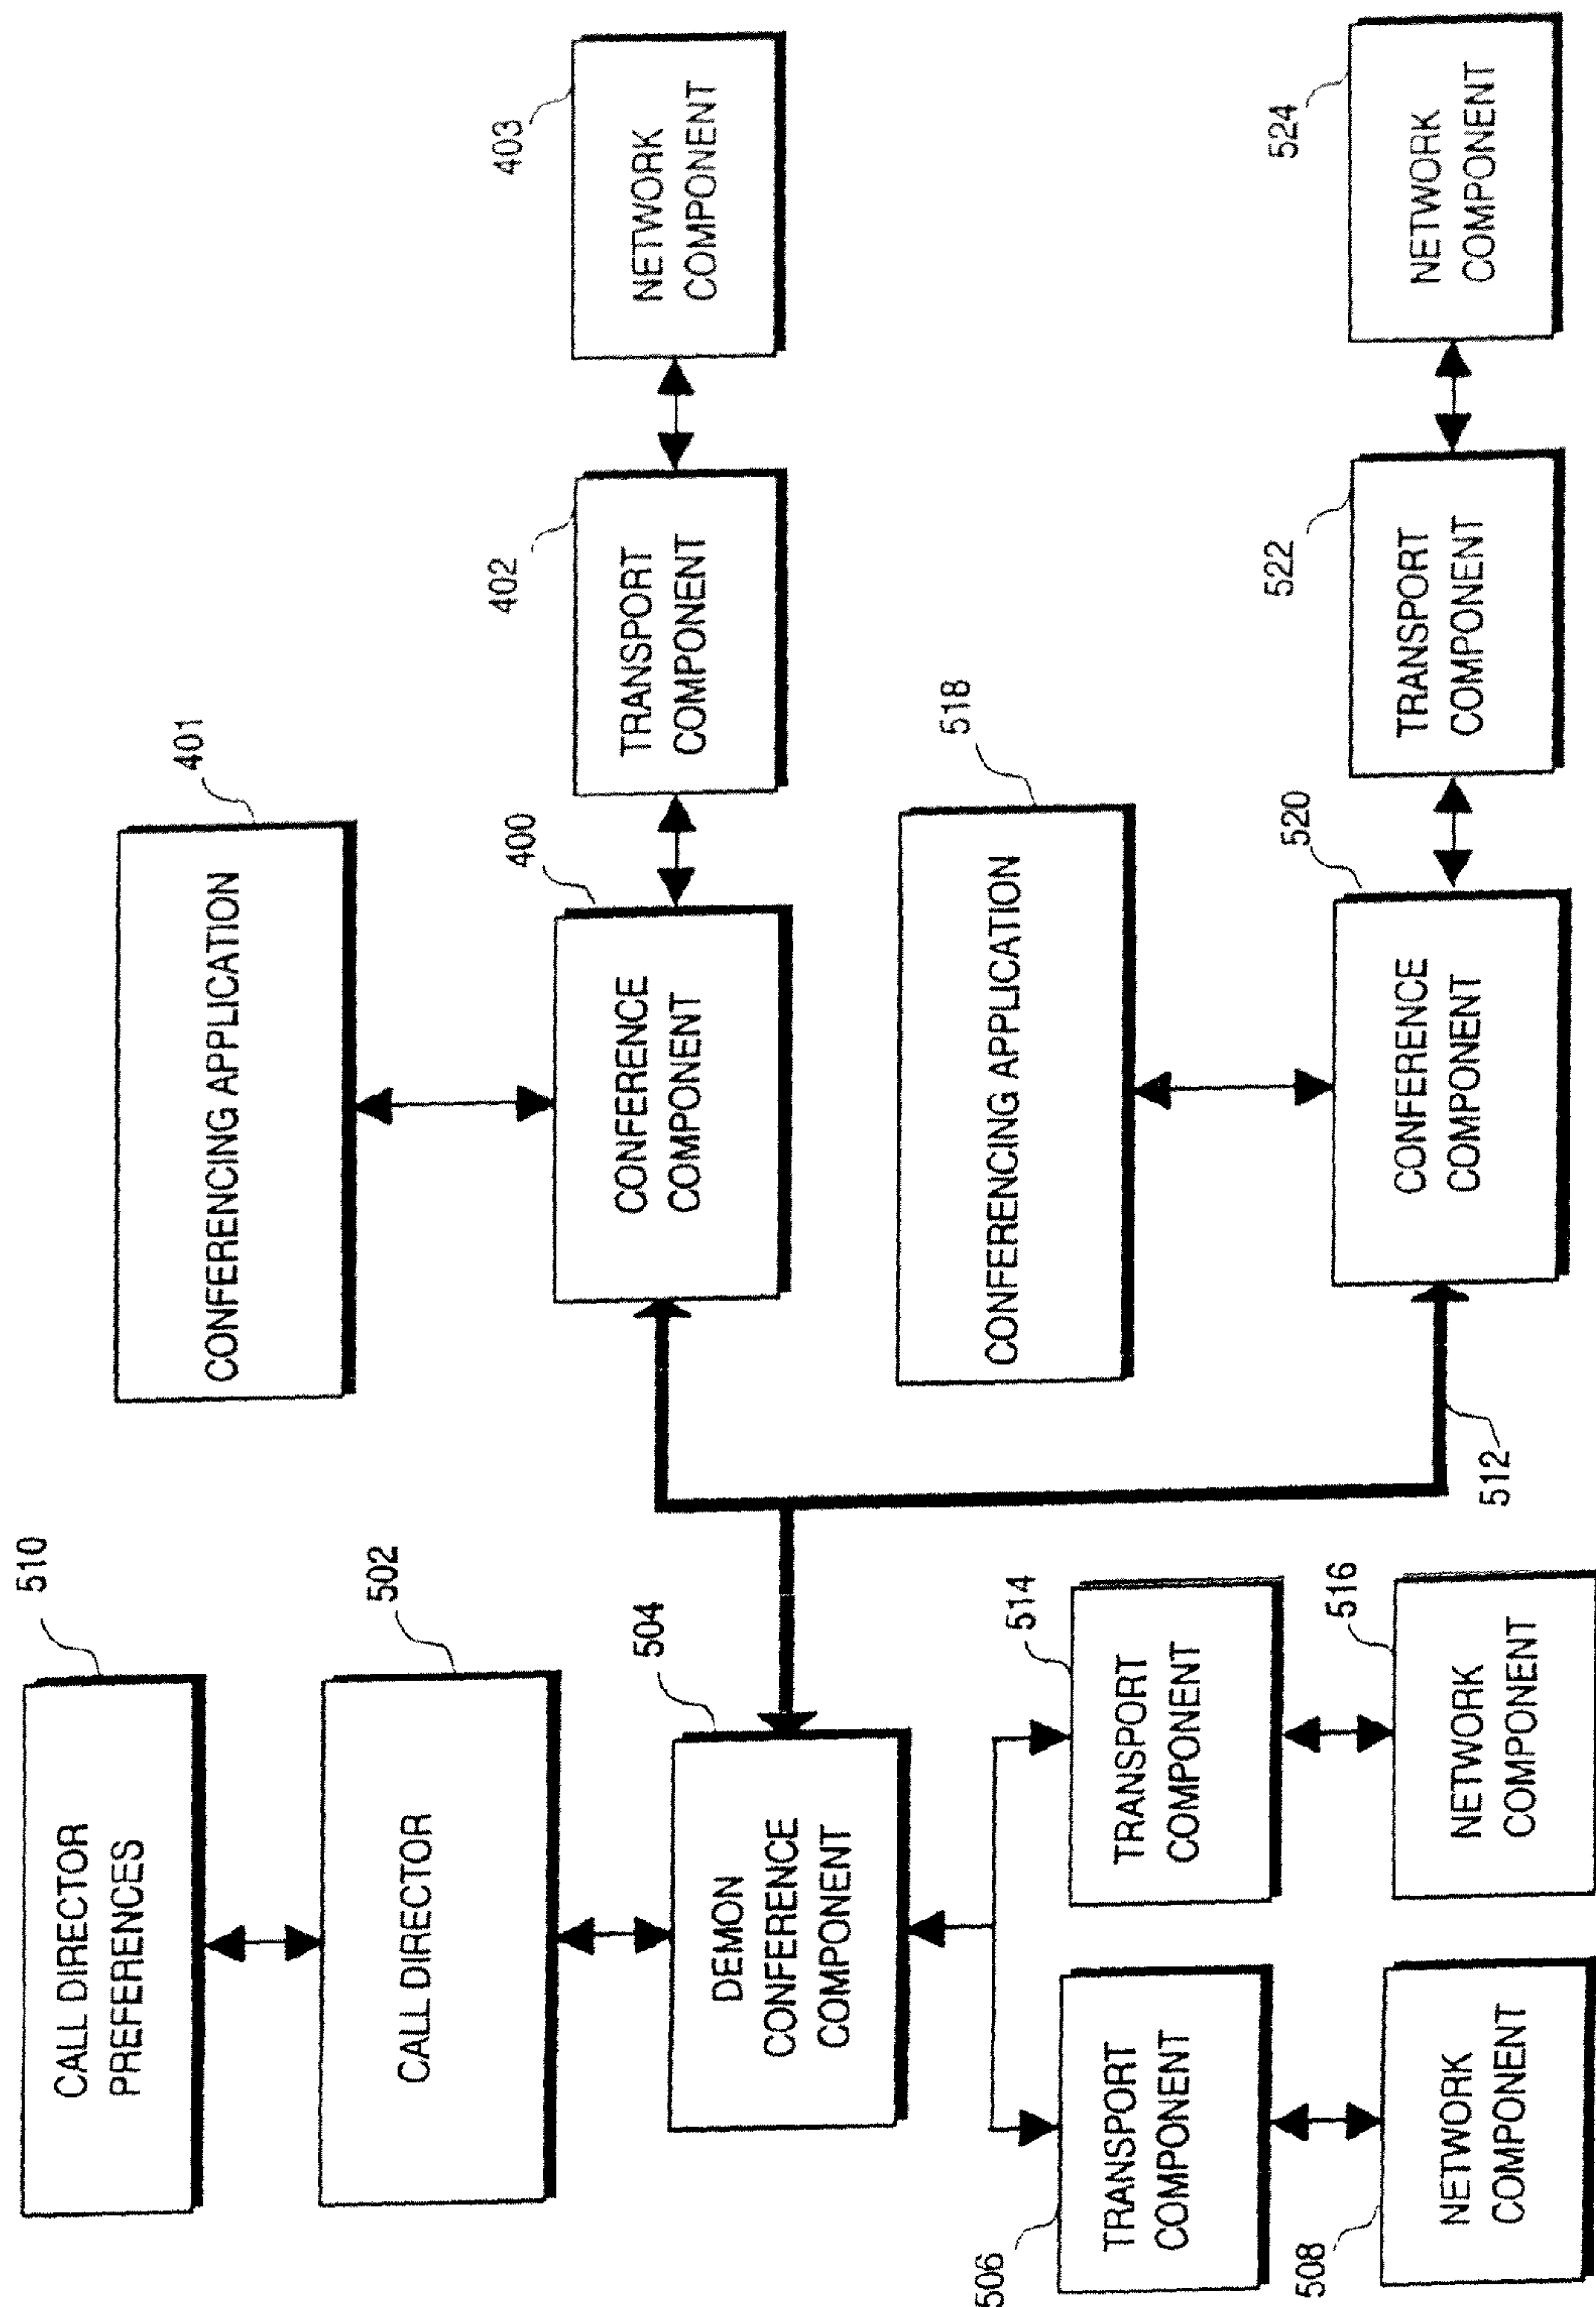 510
CALL DIRECTOR
PREFERENCES
502
CALL DIRECTOR
504
DEMON
CONFERENCE
COMPONENT
506
TRANSPORT
COMPONENT
514
TRANSPORT
COMPONENT
508
NETWORK
COMPONENT
516
NETWORK
COMPONENT
512
401
CONFERENCING APPLICATION
400
CONFERENCE
COMPONENT
402
TRANSPORT
COMPONENT
403
NETWORK
COMPONENT
518
CONFERENCING APPLICATION
520
CONFERENCE
COMPONENT
522
TRANSPORT
COMPONENT
524
NETWORK
COMPONENT